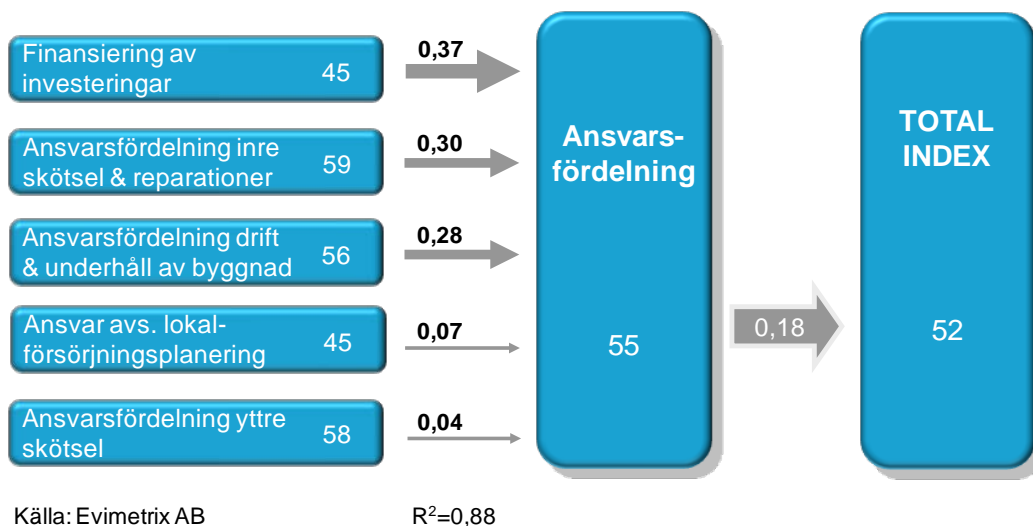 Finansiering av
investeringar
45
0,37
Ansvarsfördelning inre
skötsel & reparationer
59
0,30
Ansvarsfördelning drift
& underhåll av byggnad
56
0,28
Ansvar avs. lokal-
försörjningsplanering
45
0,07
Ansvarsfördelning yttre
skötsel
58
0,04
Ansvars-
fördelning
55
0,18
TOTAL
INDEX
52
Källa: Evimetrix AB
R²=0,88